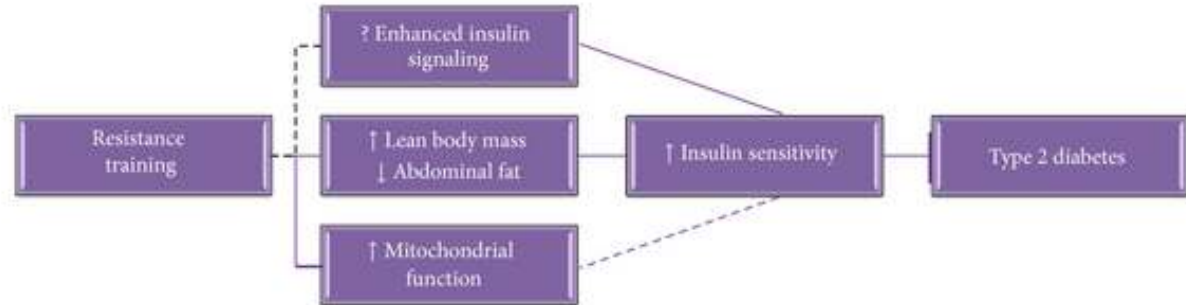 ? Enhanced insulin
signaling
Resistance
training
↑ Lean body mass
↓ Abdominal fat
↑ Insulin sensitivity
Type 2 diabetes
↑ Mitochondrial
function